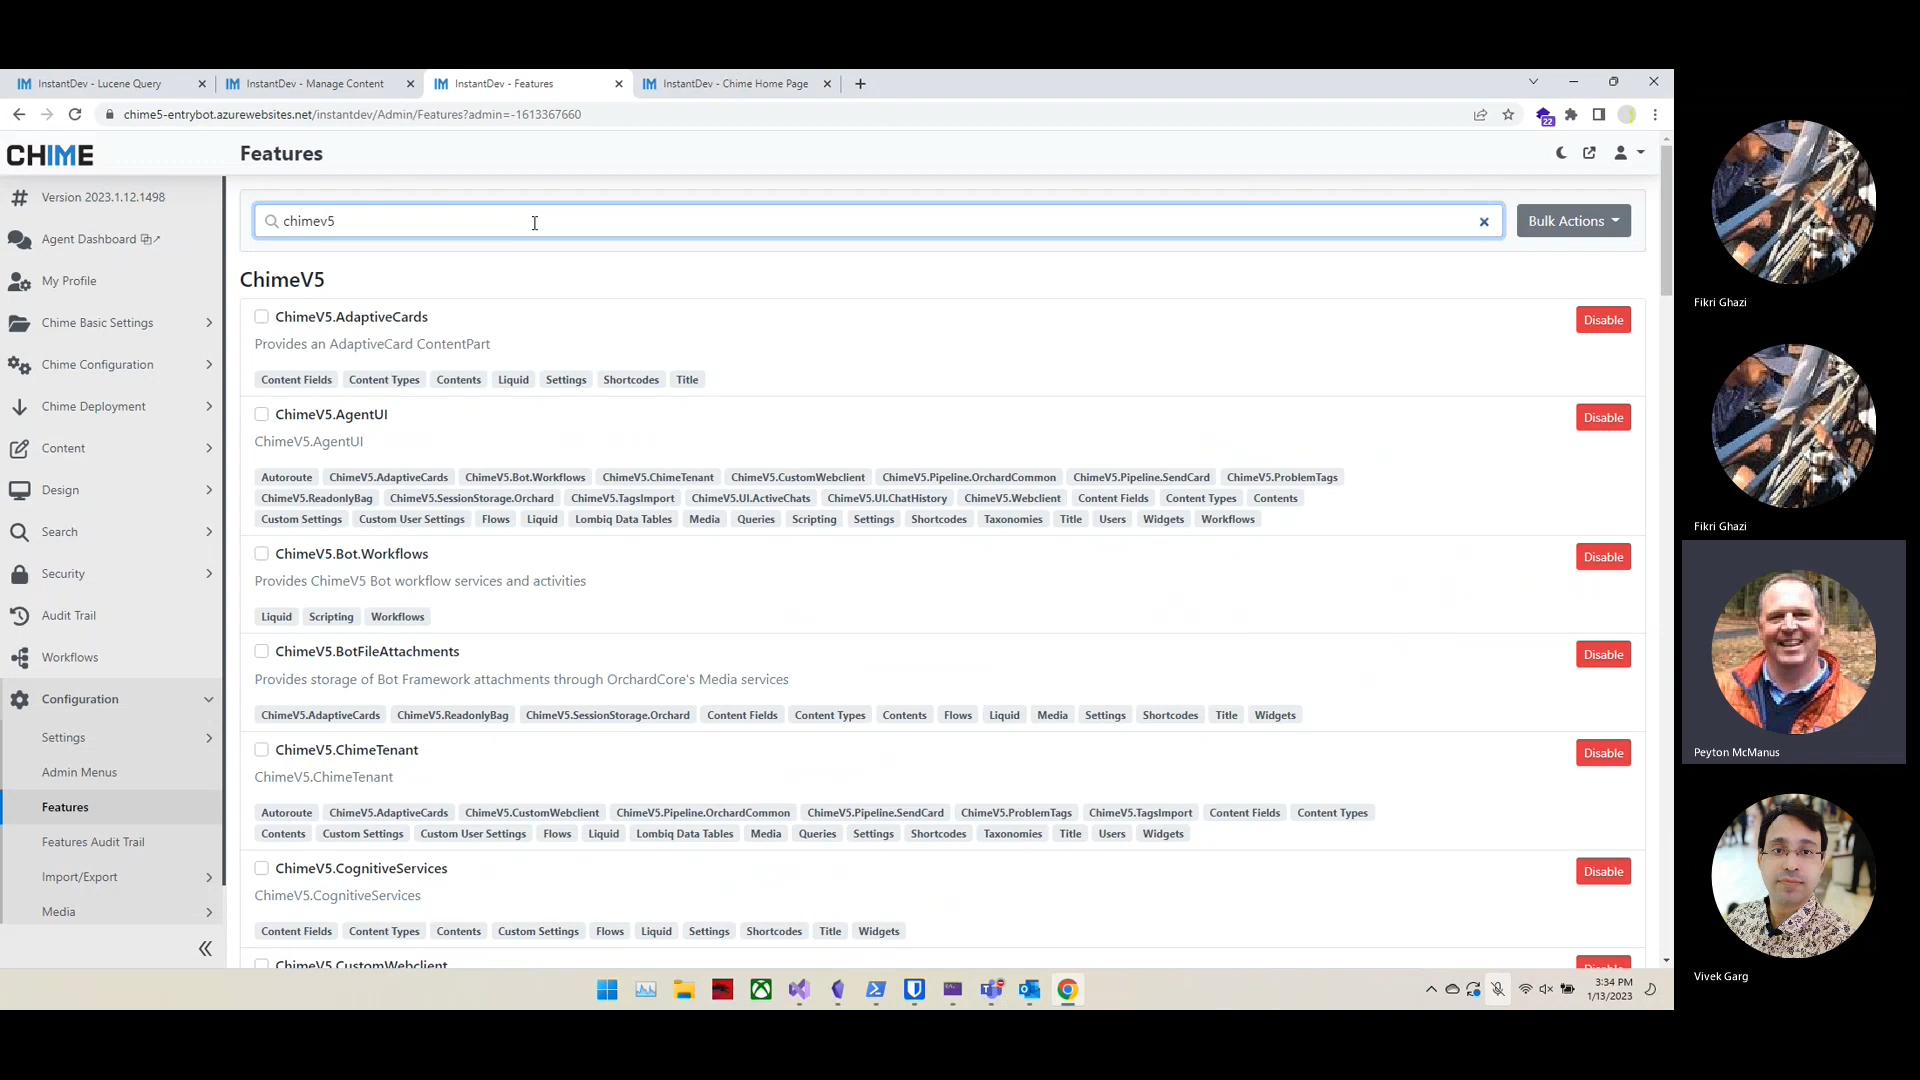 InstantDev - Lucene Query
InstantDev - Manage Content
InstantDev - Features
InstantDev - Chime Home Page
chime5-entrybot.azurewebsites.net/instantdev/Admin/Features?admin=-1613367660
22
CHIME
Features
Version 2023.1.12.1498
Agent Dashboard
My Profile
Chime Basic Settings
Chime Configuration
Chime Deployment
Content
Design
Search
Security
Audit Trail
Workflows
Configuration
Settings
Admin Menus
Features
Features Audit Trail
Import/Export
Media
chimev5
Bulk Actions
ChimeV5
ChimeV5.AdaptiveCards
Disable
Provides an AdaptiveCard ContentPart
Content Fields Content Types Contents Liquid Settings Shortcodes Title
ChimeV5.AgentUI
Disable
ChimeV5.AgentUI
Autoroute ChimeV5.AdaptiveCards ChimeV5.Bot.Workflows ChimeV5.ChimeTenant ChimeV5.CustomWebclient ChimeV5.Pipeline.OrchardCommon ChimeV5.Pipeline.SendCard ChimeV5.ProblemTags
ChimeV5.ReadonlyBag ChimeV5.SessionStorage.Orchard ChimeV5.TagsImport ChimeV5.UI.ActiveChats ChimeV5.UI.ChatHistory ChimeV5.Webclient Content Fields Content Types Contents
Custom Settings Custom User Settings Flows Liquid Lombiq Data Tables Media Queries Scripting Settings Shortcodes Taxonomies Title Users Widgets Workflows
ChimeV5.Bot.Workflows
Disable
Provides ChimeV5 Bot workflow services and activities
Liquid Scripting Workflows
ChimeV5.BotFileAttachments
Disable
Provides storage of Bot Framework attachments through OrchardCore's Media services
ChimeV5.AdaptiveCards ChimeV5.ReadonlyBag ChimeV5.SessionStorage.Orchard Content Fields Content Types Contents Flows Liquid Media Settings Shortcodes Title Widgets
ChimeV5.ChimeTenant
Disable
ChimeV5.ChimeTenant
Autoroute ChimeV5.AdaptiveCards ChimeV5.CustomWebclient ChimeV5.Pipeline.OrchardCommon ChimeV5.Pipeline.SendCard ChimeV5.ProblemTags ChimeV5.TagsImport Content Fields Content Types
Contents Custom Settings Custom User Settings Flows Liquid Lombiq Data Tables Media Queries Settings Shortcodes Taxonomies Title Users Widgets
ChimeV5.CognitiveServices
Disable
ChimeV5.CognitiveServices
Content Fields Content Types Contents Custom Settings Flows Liquid Settings Shortcodes Title Widgets
ChimeV5.CustomWebclient
Disable
3:34 PM
1/13/2023
Fikri Ghazi
Fikri Ghazi
Peyton McManus
Vivek Garg